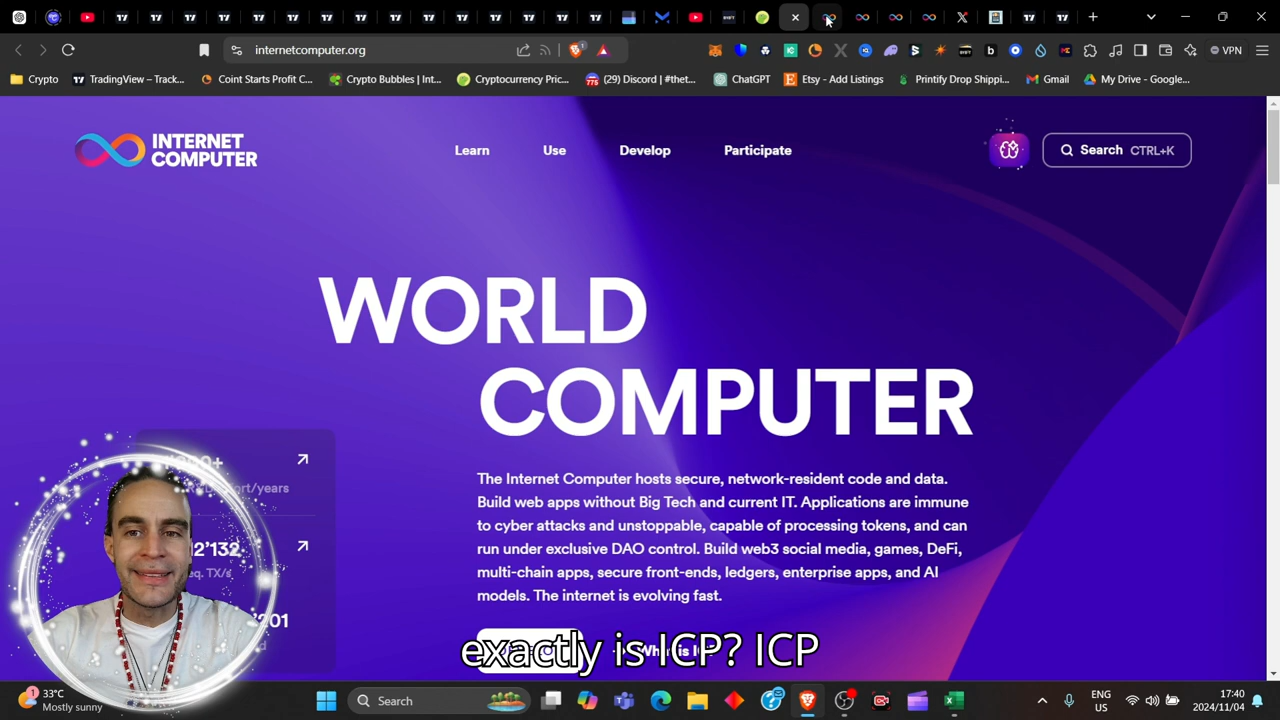 internetcomputer.org
1
VPN
Crypto
TradingView – Track...
Coint Starts Profit C...
Crypto Bubbles | Int...
Cryptocurrency Pric...
(29) Discord | #thet...
ChatGPT
Etsy - Add Listings
Printify Drop Shippi...
Gmail
My Drive - Google...
INTERNET
COMPUTER
Learn
Use
Develop
Participate
Search CTRL+K
WORLD
COMPUTER
The Internet Computer hosts secure, network-resident code and data.
Build web apps without Big Tech and current IT. Applications are immune
to cyber attacks and unstoppable, capable of processing tokens, and can
run under exclusive DAO control. Build web3 social media, games, DeFi,
multi-chain apps, secure front-ends, ledgers, enterprise apps, and AI
models. The internet is evolving fast.
exactly is ICP? ICP
1
33°C
Mostly sunny
Search
ENG
US
17:40
2024/11/04